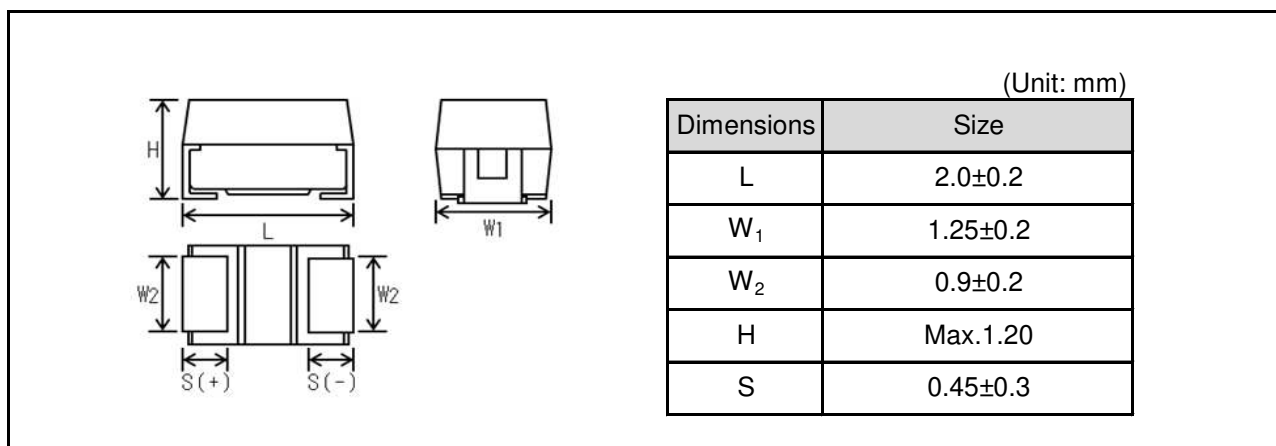 (Unit: mm)
Dimensions Size
L 2.0±0.2
W1 1.25±0.2
W2 0.9±0.2
H Max.1.20
S 0.45±0.3
H
L
W1
W2
W2
S(+)
S(-)